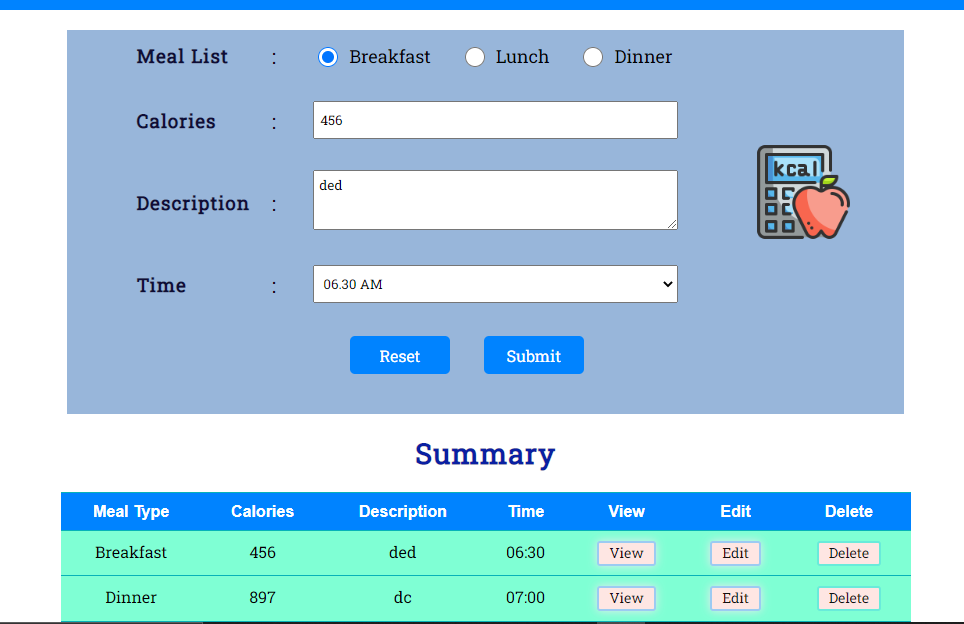 Meal List : Breakfast Lunch Dinner
Calories : 456
kcal
Description : ded
Time : 06.30 AM
Reset Submit
Summary
Meal Type Calories Description Time View Edit Delete
Breakfast 456 ded 06:30 View Edit Delete
Dinner 897 dc 07:00 View Edit Delete